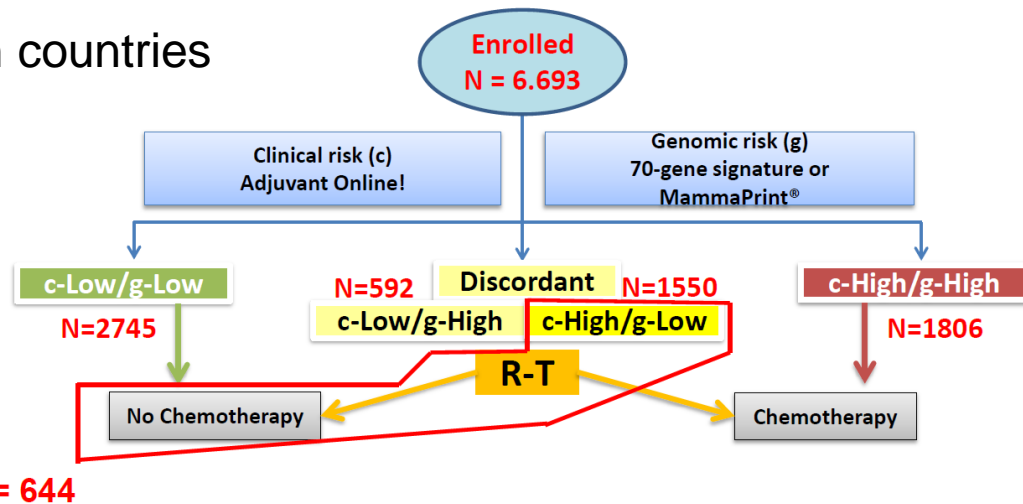 countries
Enrolled
N = 6.693
Clinical risk (c)
Adjuvant Online!
Genomic risk (g)
70-gene signature or
MammaPrint®
c-Low/g-Low
N=2745
N=592
Discordant
N=1550
c-Low/g-High
c-High/g-Low
c-High/g-High
N=1806
R-T
No Chemotherapy
Chemotherapy
= 644